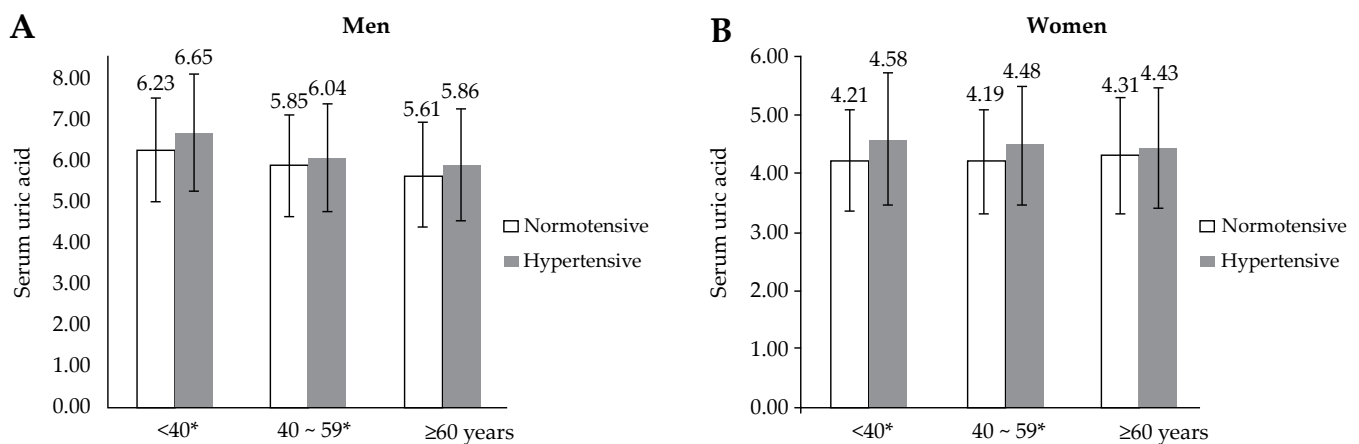 A
Men
8.00
7.00
6.00
5.00
4.00
3.00
2.00
1.00
0.00
Serum uric acid
6.23
6.65
5.85
6.04
5.61
5.86
<40*
40 ~ 59*
≥60 years
Normotensive
Hypertensive
B
Women
6.00
5.00
4.00
3.00
2.00
1.00
0.00
Serum uric acid
4.21
4.58
4.19
4.48
4.31
4.43
<40*
40 ~ 59*
≥60 years
Normotensive
Hypertensive